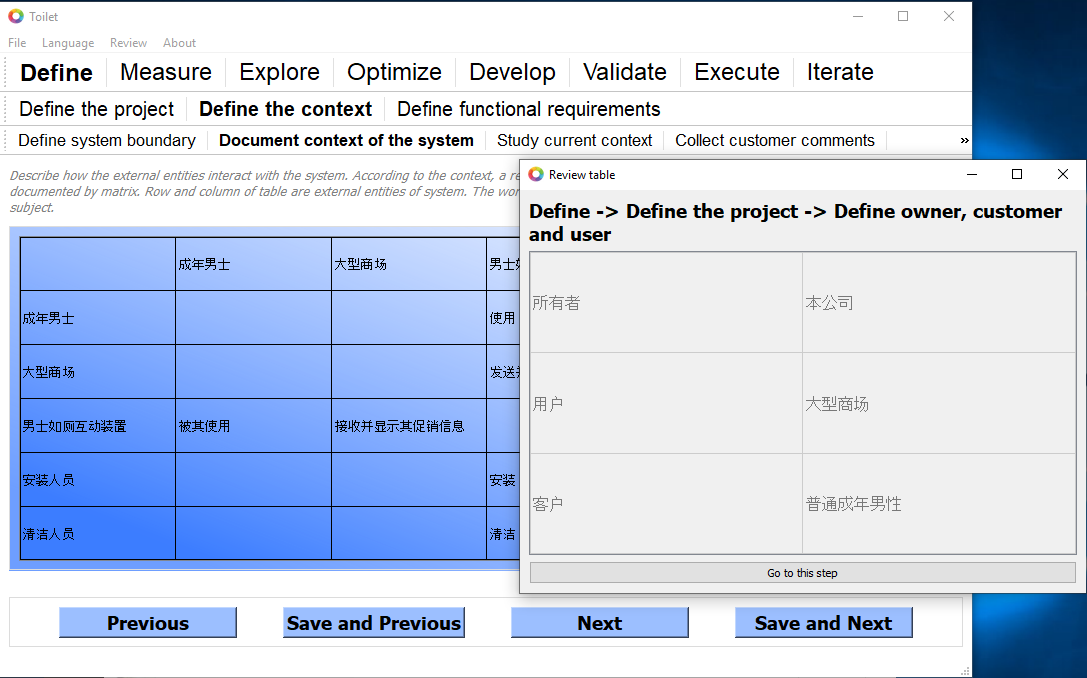 Toilet
File Language Review About
Define Measure Explore Optimize Develop Validate Execute Iterate
Define the project Define the context Define functional requirements
Define system boundary Document context of the system Study current context Collect customer comments »
Describe how the external entities interact with the system. According to the context, a
documented by matrix. Row and column of table are external entities of system. The
subject.
成年男士 大型商场 男士
成年男士 使用
大型商场 发送
男士如厕互动装置 被其使用 接收并显示其促销信息
安装人员 安装
清洁人员 清洁
Previous Save and Previous Next Save and Next
Review table
Define -> Define the project -> Define owner, customer
and user
所有者 本公司
用户 大型商场
客户 普通成年男性
Go to this step